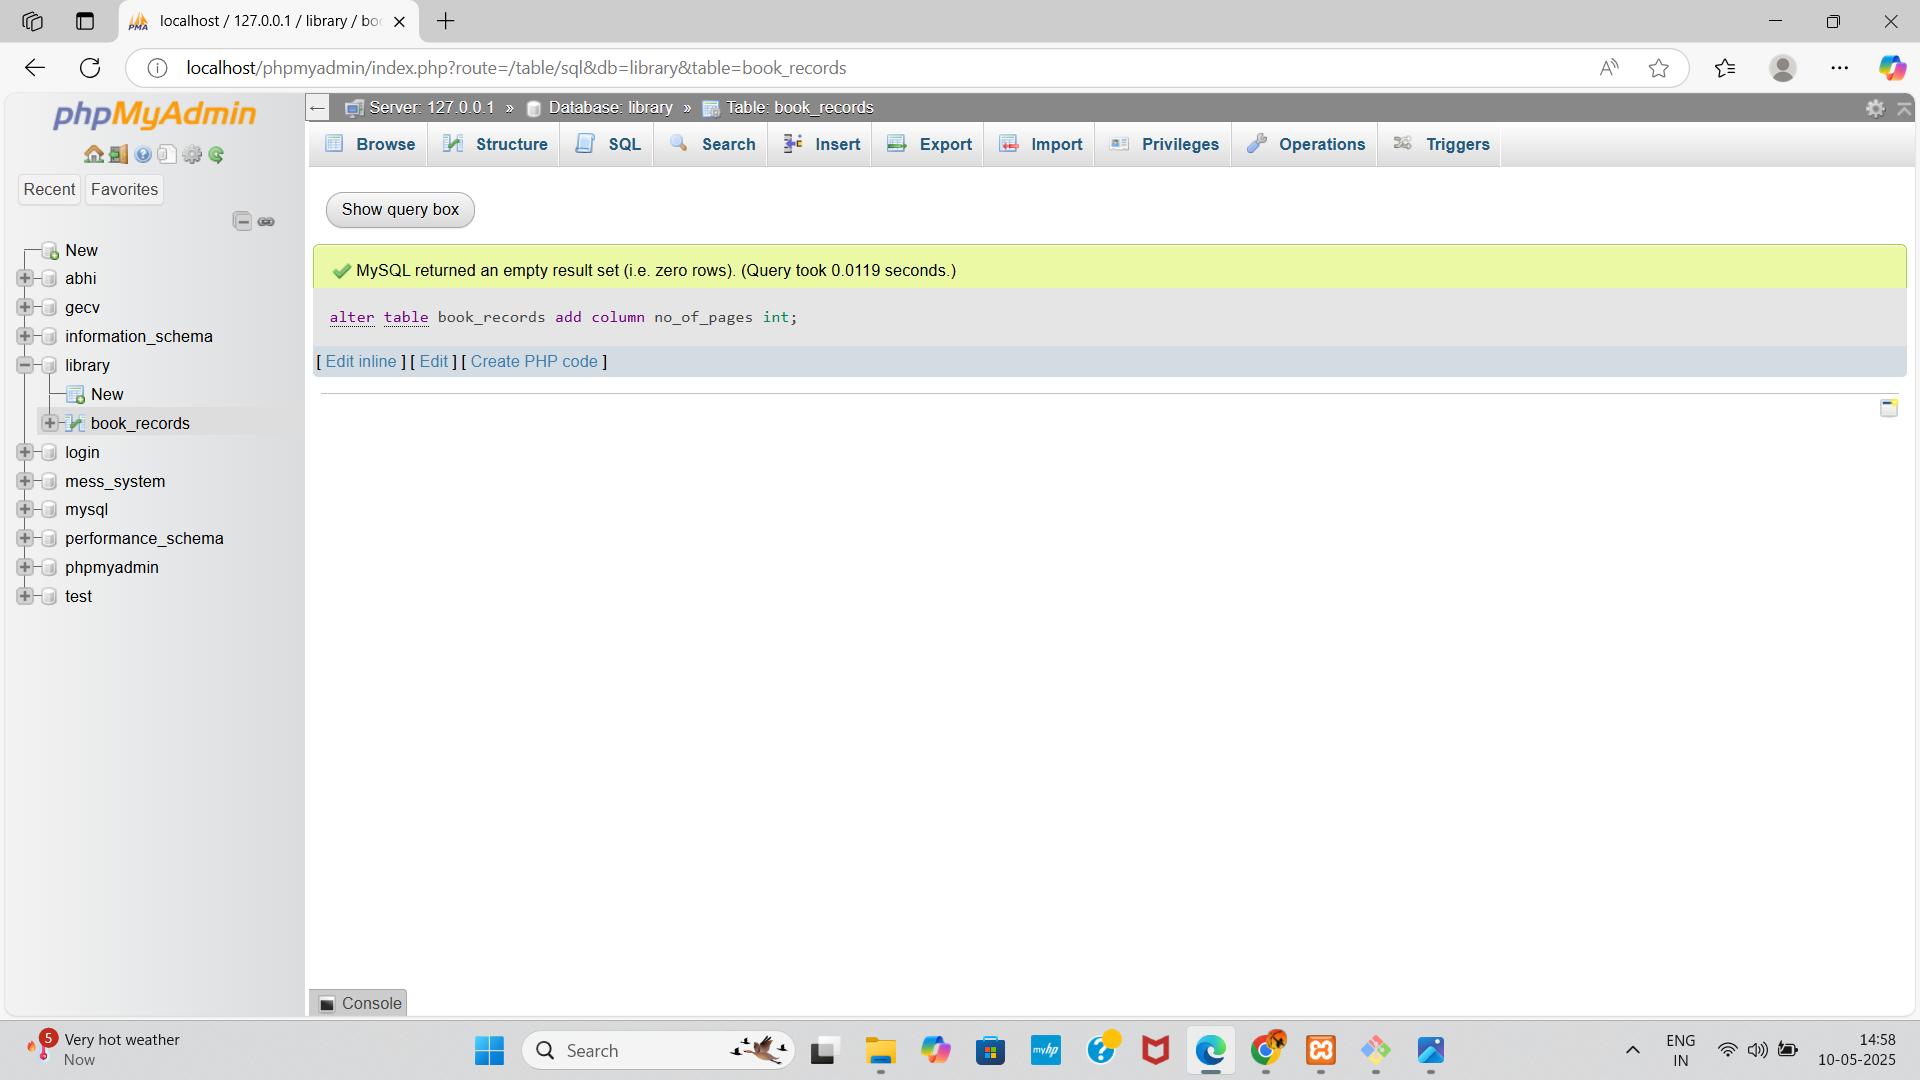 localhost / 127.0.0.1 / library / bo
localhost/phpmyadmin/index.php?route=/table/sql&db=library&table=book_records
phpMyAdmin
Recent
Favorites
New
abhi
gecv
information_schema
library
New
book_records
login
mess_system
mysql
performance_schema
phpmyadmin
test
Server: 127.0.0.1 » Database: library » Table: book_records
Browse
Structure
SQL
Search
Insert
Export
Import
Privileges
Operations
Triggers
Show query box
MySQL returned an empty result set (i.e. zero rows). (Query took 0.0119 seconds.)
alter table book_records add column no_of_pages int;
[ Edit inline ] [ Edit ] [ Create PHP code ]
Console
5
Very hot weather
Now
Search
myhp
ENG
IN
14:58
10-05-2025